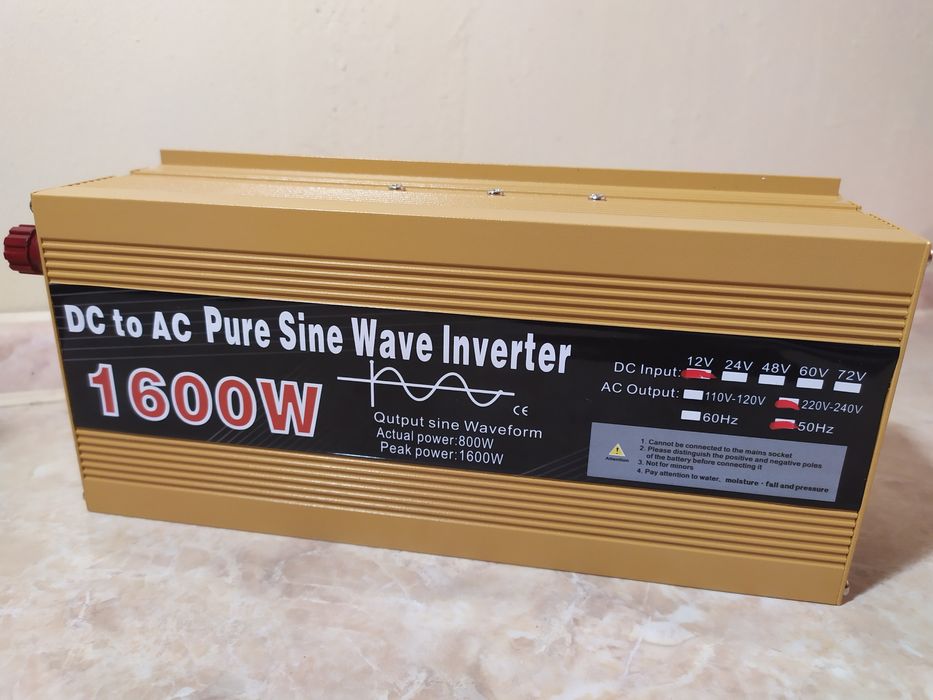 DC to AC Pure Sine Wave Inverter
1600W
CE
Qutput sine Waveform
Actual power:800W
Peak power:1600W
DC Input: 12V 24V 48V 60V 72V
AC Output: 110V-120V 220V-240V
60Hz 50Hz
Attention
1. Cannot be connected to the mains socket
2. Please distinguish the positive and negative poles
of the battery before connecting it
3. Not for minors
4. Pay attention to water, moisture · fall and pressure